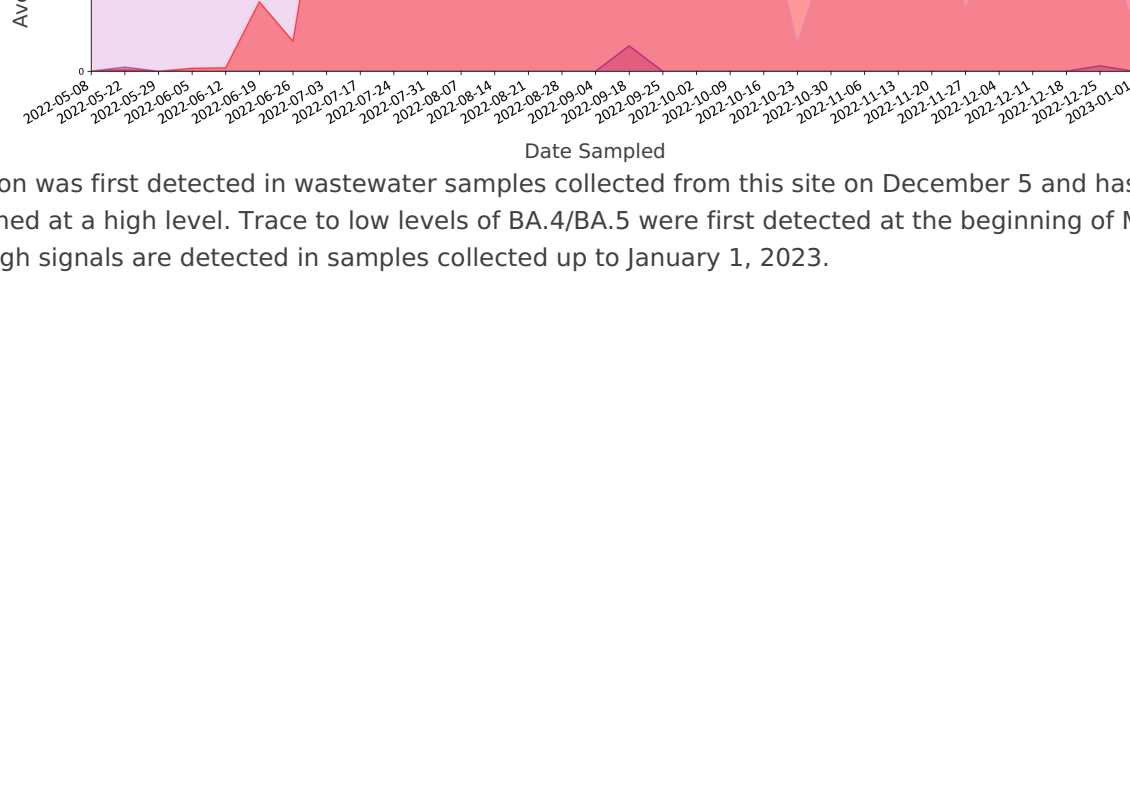 Ave
0
2022-05-08 2022-05-22 2022-05-29 2022-06-05 2022-06-12 2022-06-19 2022-06-26 2022-07-03 2022-07-17 2022-07-24 2022-07-31 2022-08-07 2022-08-14 2022-08-21 2022-08-28 2022-09-04 2022-09-18 2022-09-25 2022-10-02 2022-10-09 2022-10-16 2022-10-23 2022-10-30 2022-11-06 2022-11-13 2022-11-20 2022-11-27 2022-12-04 2022-12-11 2022-12-18 2022-12-25 2023-01-01
Date Sampled
on was first detected in wastewater samples collected from this site on December 5 and has
ned at a high level. Trace to low levels of BA.4/BA.5 were first detected at the beginning of M
gh signals are detected in samples collected up to January 1, 2023.